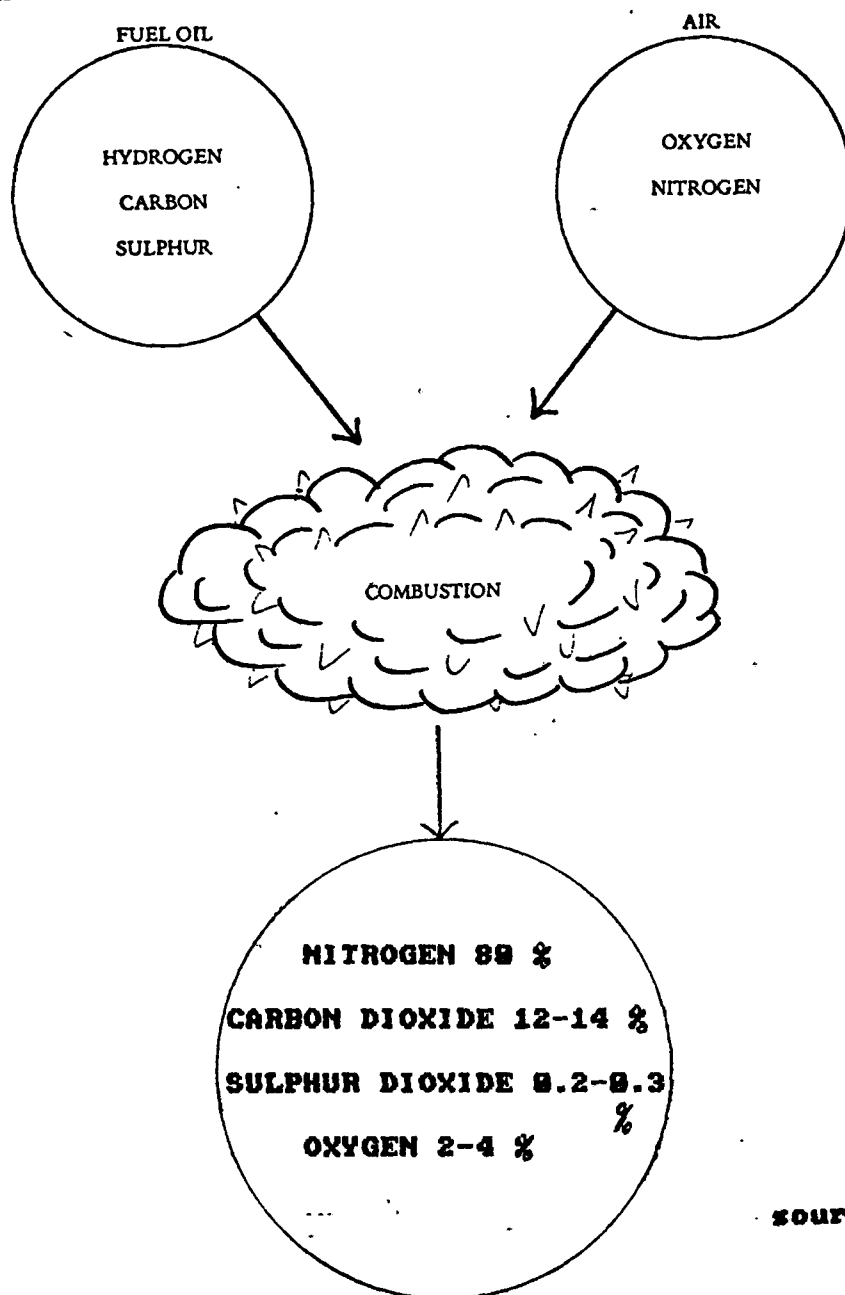 FUEL OIL
AIR
HYDROGEN
CARBON
SULPHUR
OXYGEN
NITROGEN
COMBUSTION
NITROGEN 80 %
CARBON DIOXIDE 12-14 %
SULPHUR DIOXIDE 0.2-0.3
%
OXYGEN 2-4 %